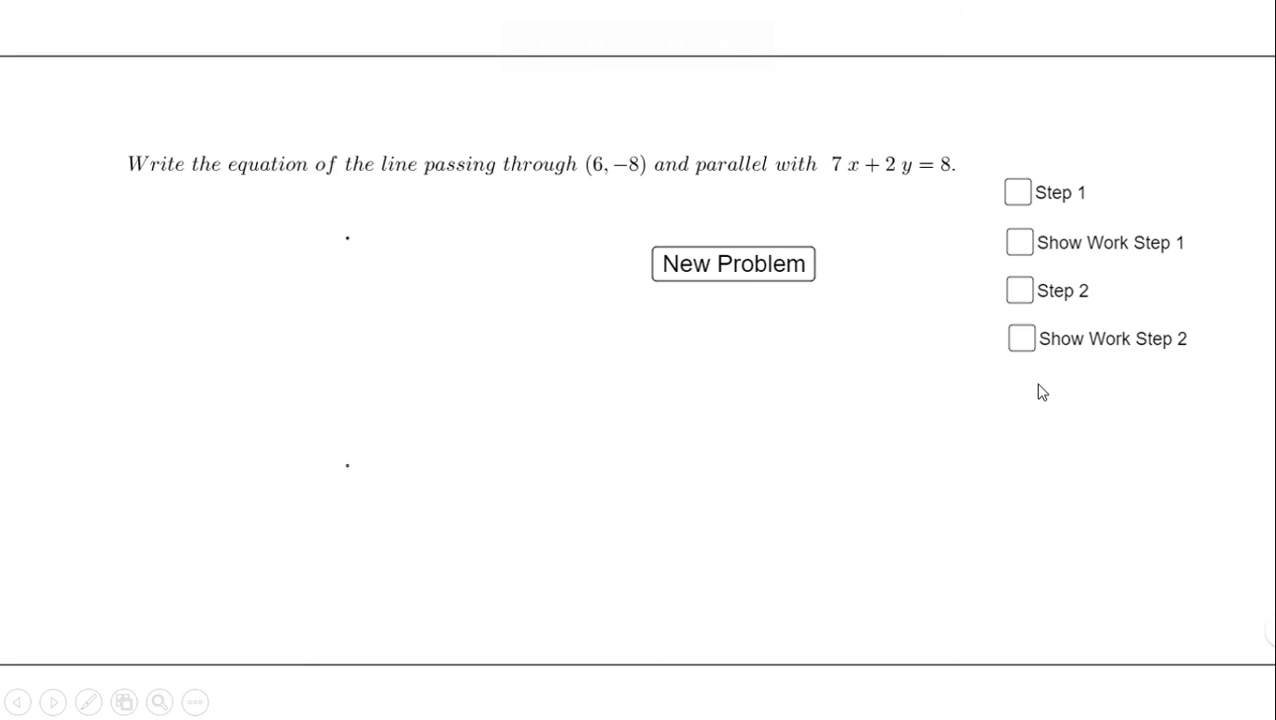 Write the equation of the line passing through (6, −8) and parallel with 7 x + 2 y = 8.
Step 1
Show Work Step 1
New Problem
Step 2
Show Work Step 2